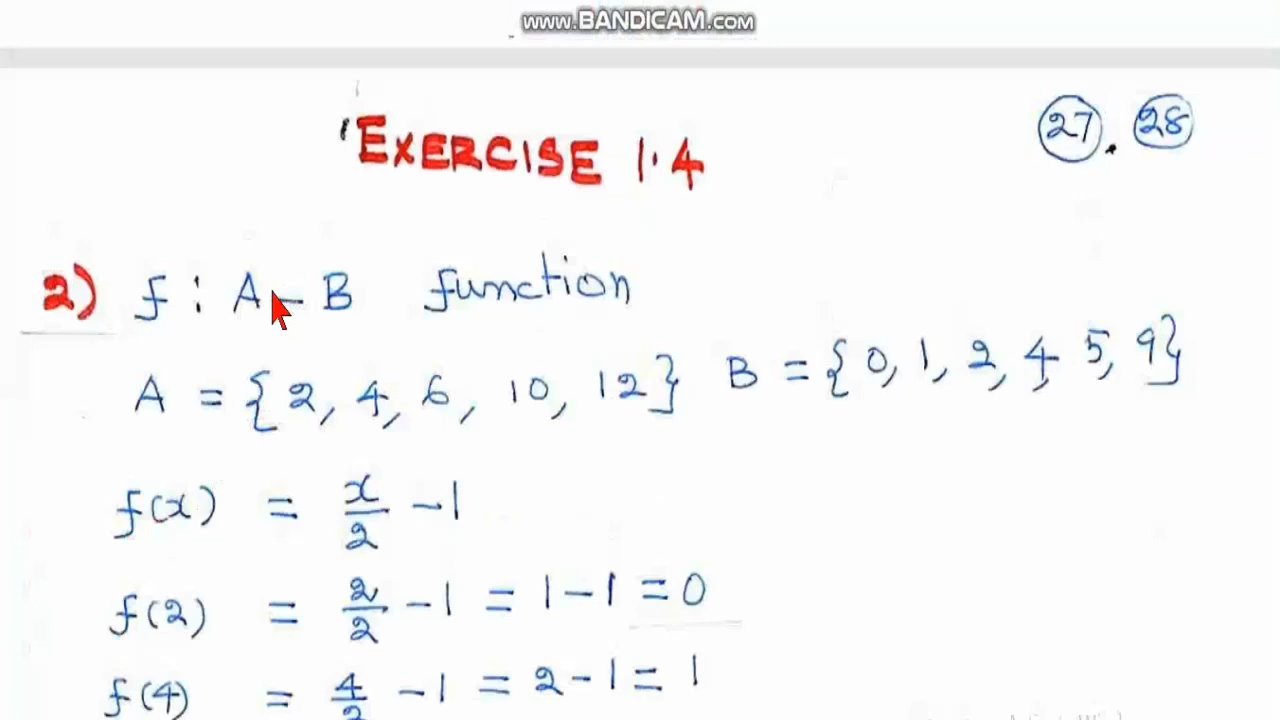 www.BANDICAM.com
EXERCISE 1.4
27. 28
2) f : A - B function
A = {2, 4, 6, 10, 12} B = {0, 1, 2, 4, 5, 9}
f(x) = x/2 - 1
f(2) = 2/2 - 1 = 1 - 1 = 0
f(4) = 4/2 - 1 = 2 - 1 = 1